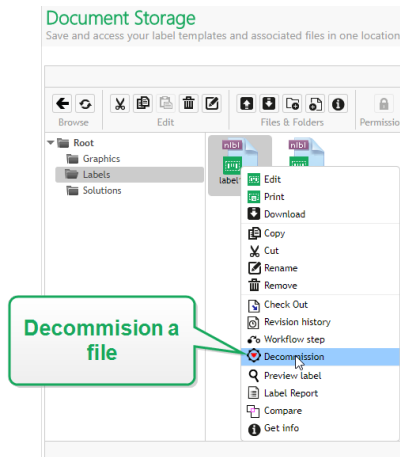 Document Storage
Save and access your label templates and associated files in one location
Browse
Edit
Files & Folders
Permissio
Root
Graphics
Labels
Solutions
nlbl
nlbl
label
Edit
Print
Download
Copy
Cut
Rename
Remove
Check Out
Revision history
Workflow step
Decommission
Preview label
Label Report
Compare
Get info
Decommision a
file